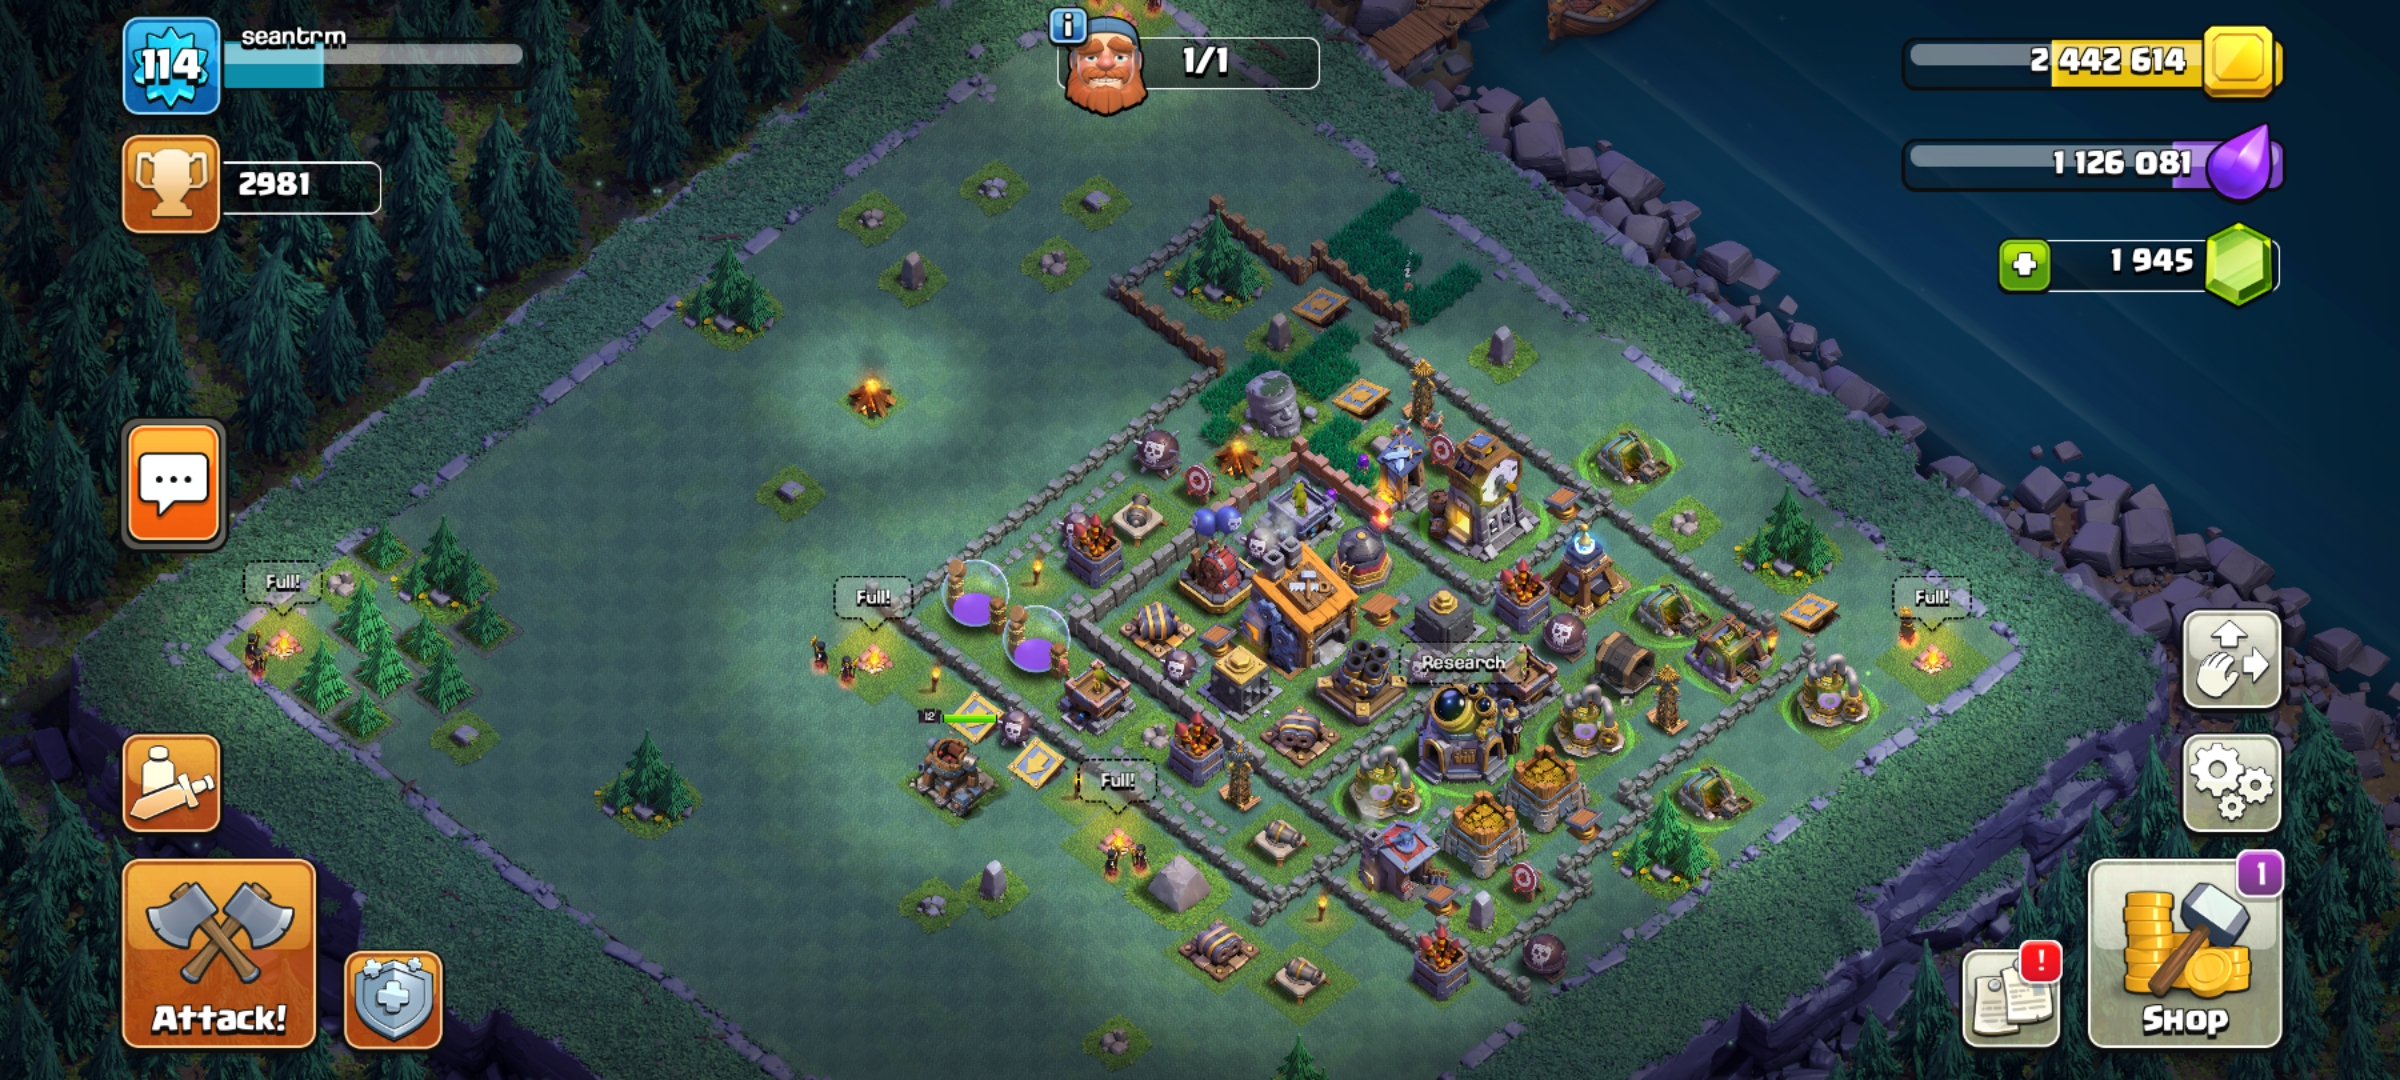 114
seantrm
i
1/1
2 442 614
2981
1 126 081
1 945
Full!
Full!
Full!
Research
12
Full!
1
Attack!
!
Shop